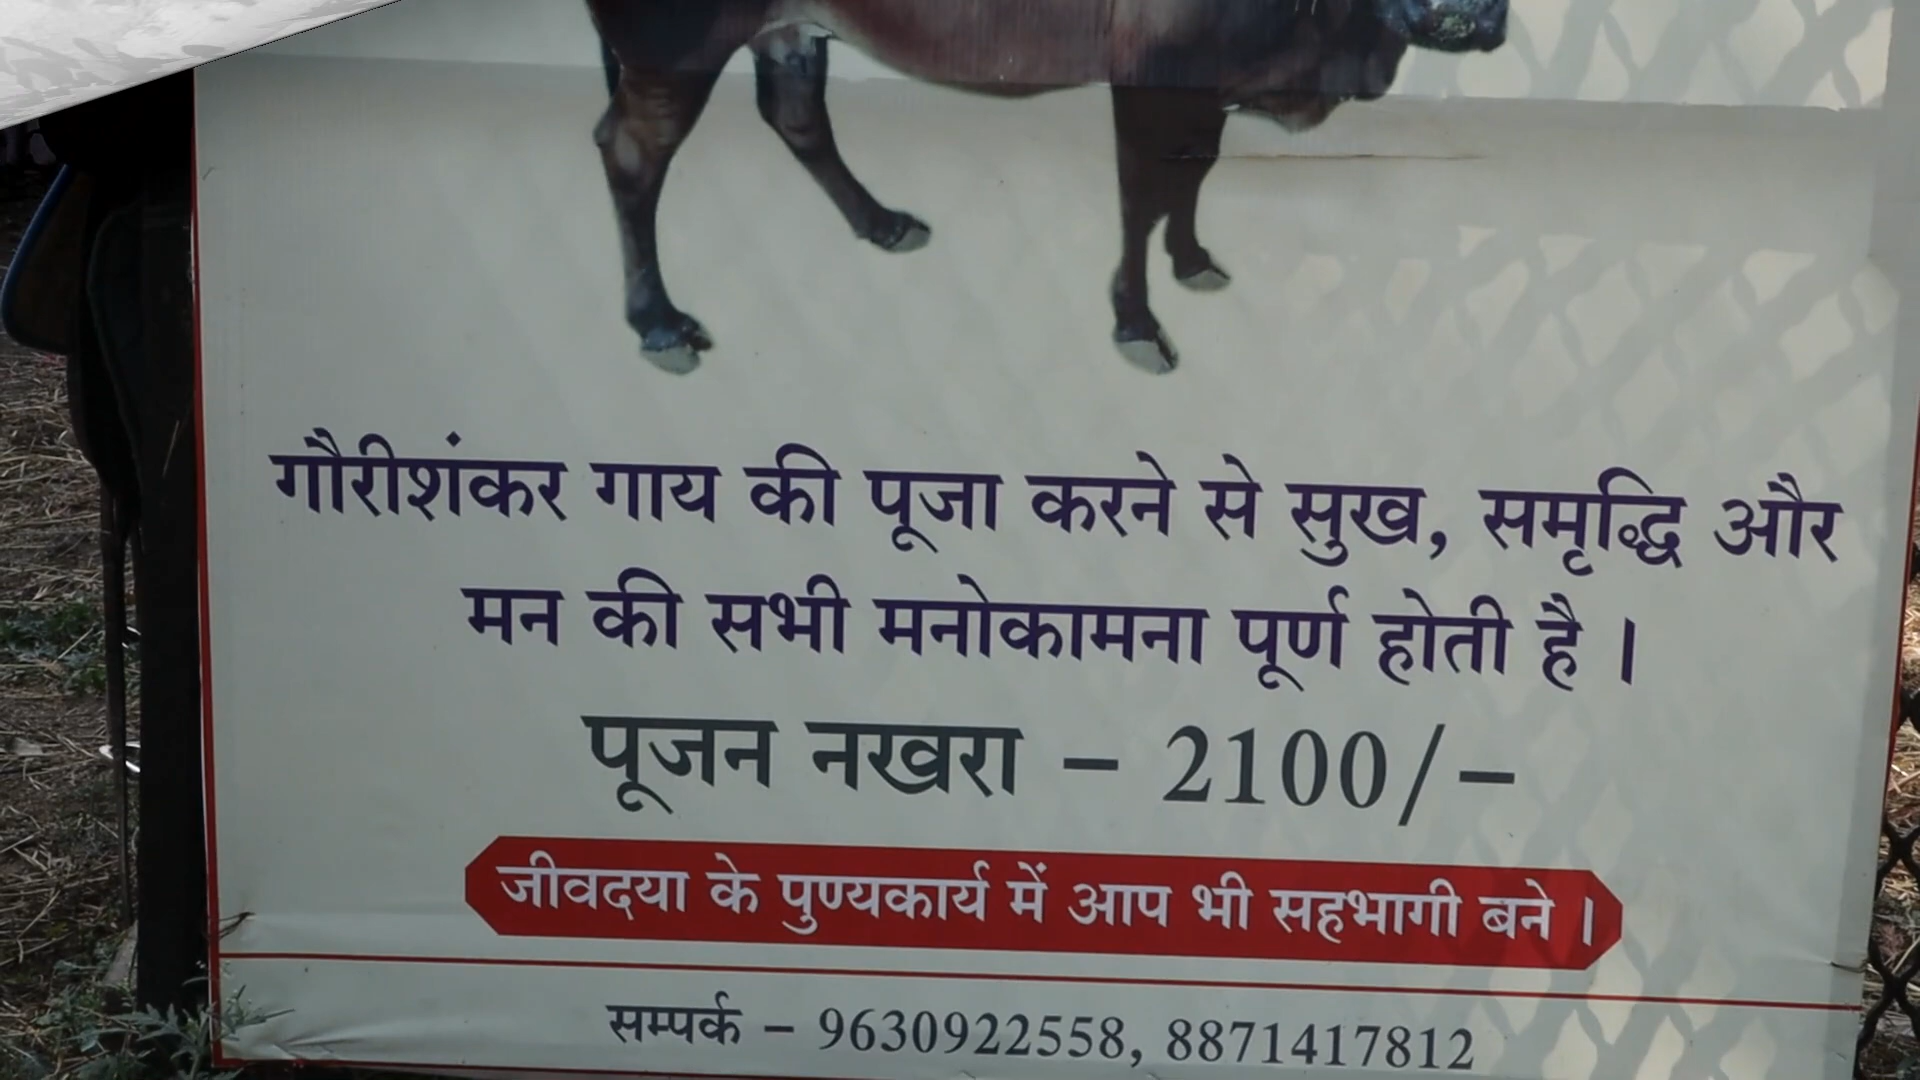 गौरीशंकर गाय की पूजा करने से सुख, समृद्धि और
मन की सभी मनोकामना पूर्ण होती है ।
पूजन नखरा – 2100/–
जीवदया के पुण्यकार्य में आप भी सहभागी बने ।
सम्पर्क – 9630922558, 8871417812